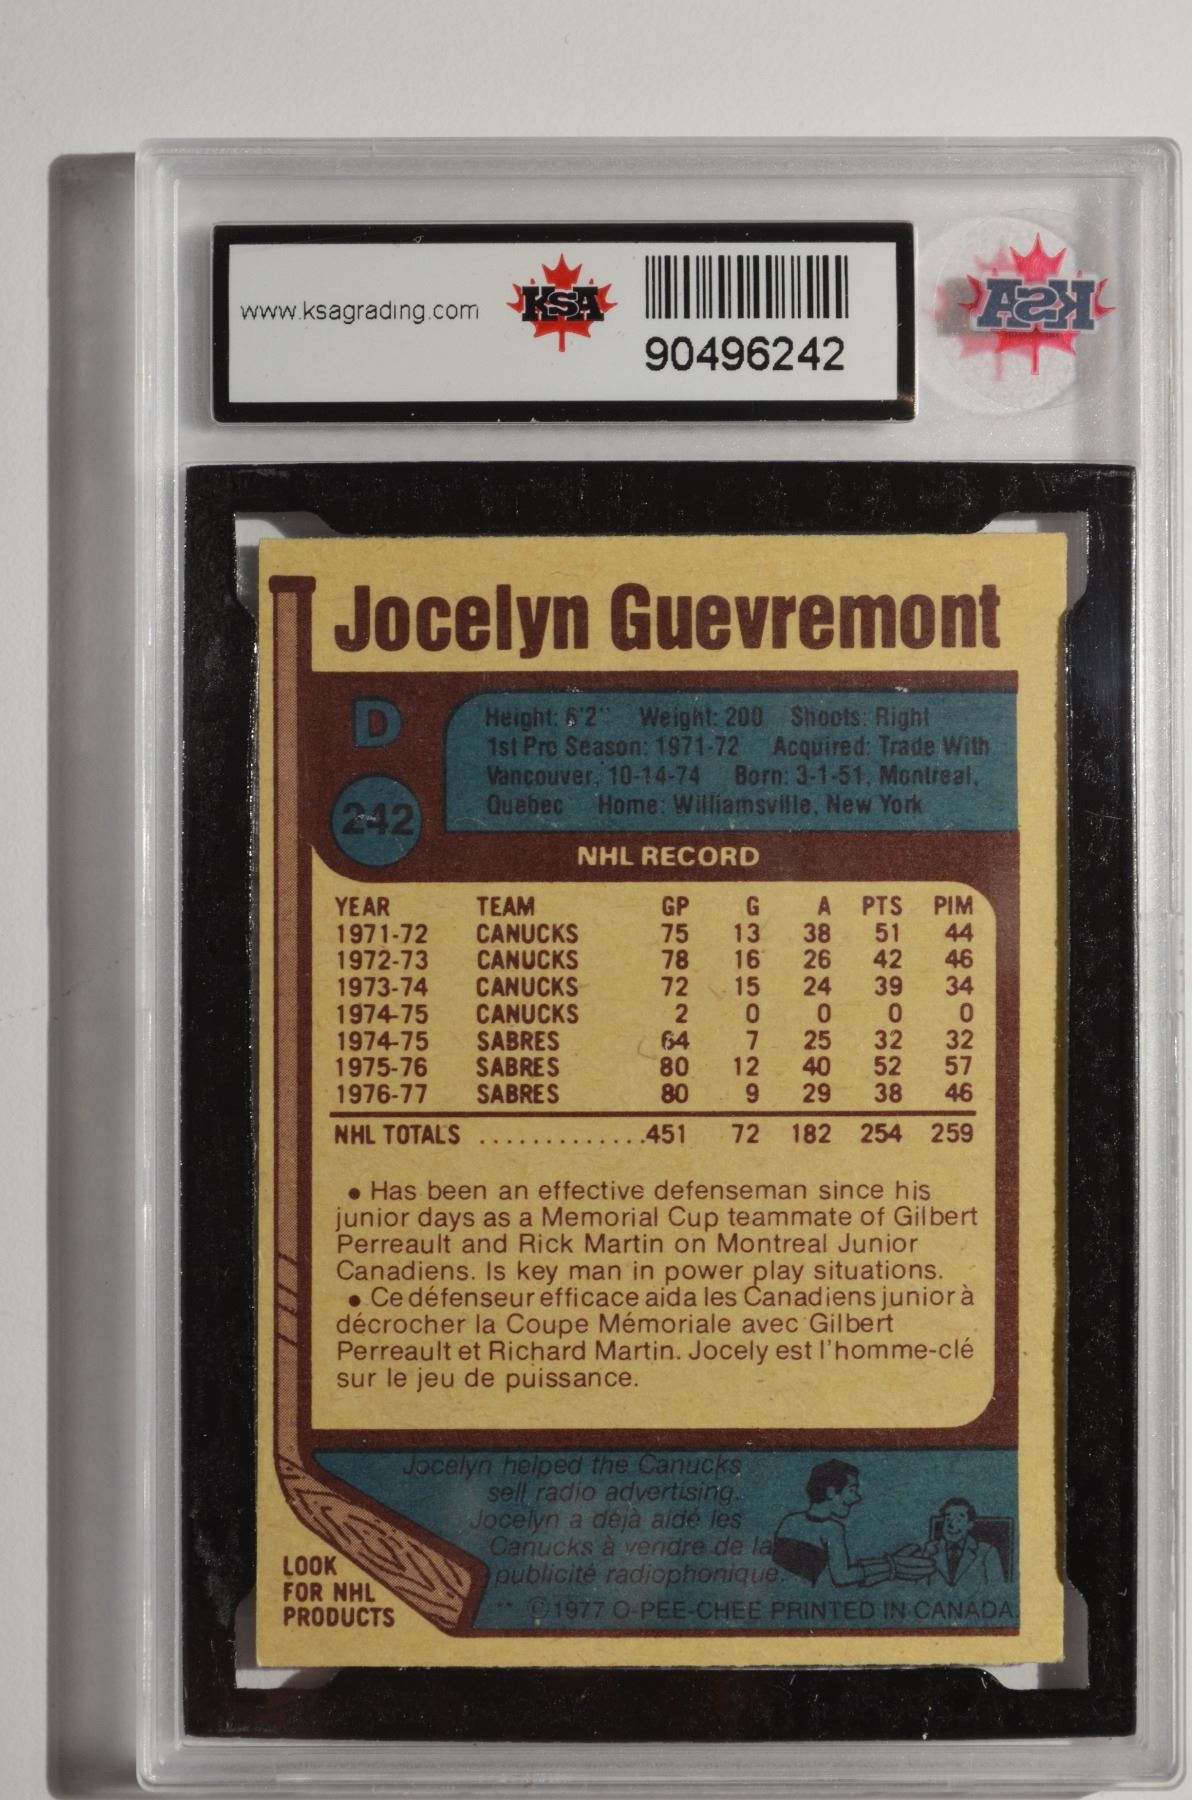 www.ksagrading.com
KSA
90496242
KSA
Jocelyn Guevremont
D
242
Height: 6'2" Weight: 200 Shoots: Right
1st Pro Season: 1971-72 Acquired: Trade With
Vancouver, 10-14-74 Born: 3-1-51, Montreal,
Quebec Home: Williamsville, New York
NHL RECORD
YEAR TEAM GP G A PTS PIM
1971-72 CANUCKS 75 13 38 51 44
1972-73 CANUCKS 78 16 26 42 46
1973-74 CANUCKS 72 15 24 39 34
1974-75 CANUCKS 2 0 0 0 0
1974-75 SABRES 64 7 25 32 32
1975-76 SABRES 80 12 40 52 57
1976-77 SABRES 80 9 29 38 46
NHL TOTALS .............451 72 182 254 259
• Has been an effective defenseman since his
junior days as a Memorial Cup teammate of Gilbert
Perreault and Rick Martin on Montreal Junior
Canadiens. Is key man in power play situations.
• Ce défenseur efficace aida les Canadiens junior à
décrocher la Coupe Mémoriale avec Gilbert
Perreault et Richard Martin. Jocely est l'homme-clé
sur le jeu de puissance.
Jocelyn helped the Canucks
sell radio advertising.
Jocelyn a déjà aidé les
Canucks à vendre de la
publicité radiophonique.
LOOK
FOR NHL
PRODUCTS
** ©1977 O-PEE-CHEE PRINTED IN CANADA